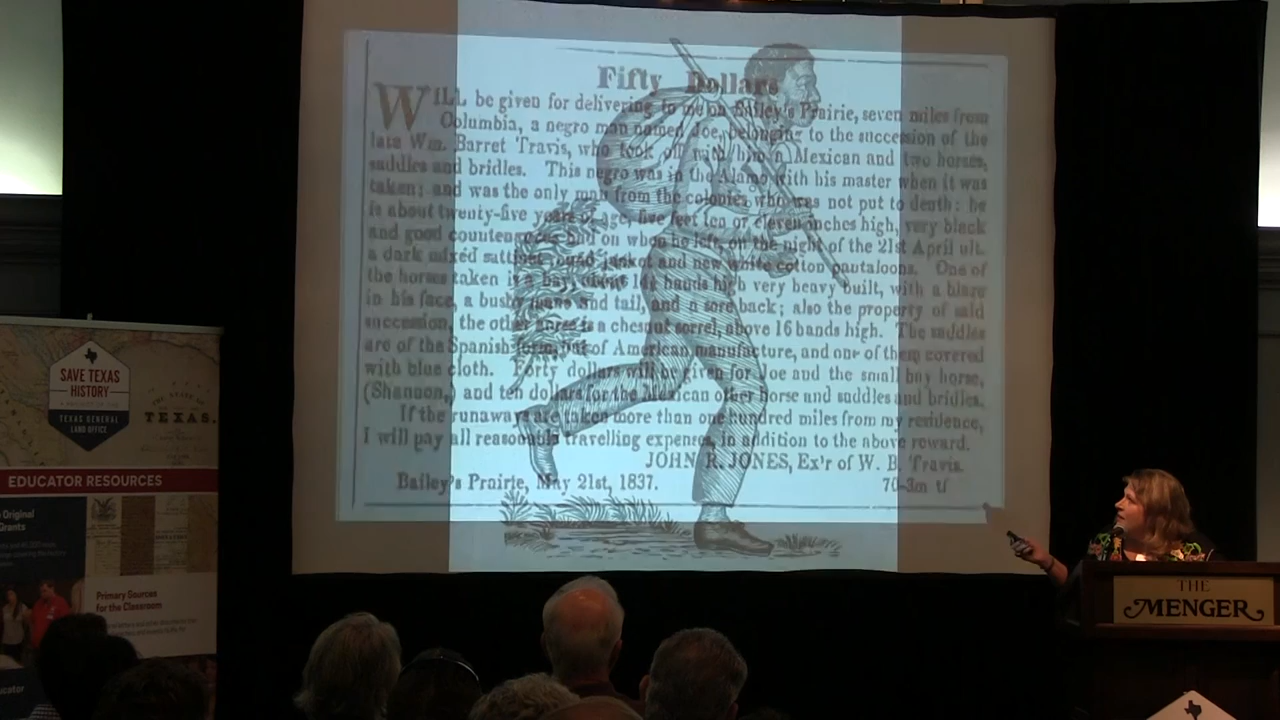 Fifty Dollars
WILL be given for delivering to me on Bailey's Prairie, seven miles from
Columbia, a negro man named Joe, belonging to the succession of the
late Wm. Barret Travis, who took off with him a Mexican and two horses,
saddles and bridles. This negro was in the Alamo with his master when it was
taken; and was the only man from the colonies who was not put to death: he
is about twenty-five years of age, five feet ten or eleven inches high, very black
and good countenance: had on when he left, on the night of the 21st April ult.
a dark mixed sattinet round jacket and new white cotton pantaloons. One of
the horses taken is a bay, about 14½ hands high very heavy built, with a blaze
in his face, a bushy mane and tail, and a sore back; also the property of said
succession, the other horse is a chesnut sorrel, above 16 hands high. The saddles
are of the Spanish form, but of American manufacture, and one of them covered
with blue cloth. Forty dollars will be given for Joe and the small bay horse,
(Shannon,) and ten dollars for the Mexican other horse and saddles and bridles.
If the runaways are taken more than one hundred miles from my residence,
I will pay all reasonable travelling expenses, in addition to the above reward.
JOHN R. JONES, Ex'r of W. B. Travis.
Bailey's Prairie, May 21st, 1837. 70-3m tf
SAVE TEXAS
HISTORY
TEXAS GENERAL
LAND OFFICE
THE STATE OF
TEXAS.
EDUCATOR RESOURCES
Original
Grants
Primary Sources
for the Classroom
THE
MENGER